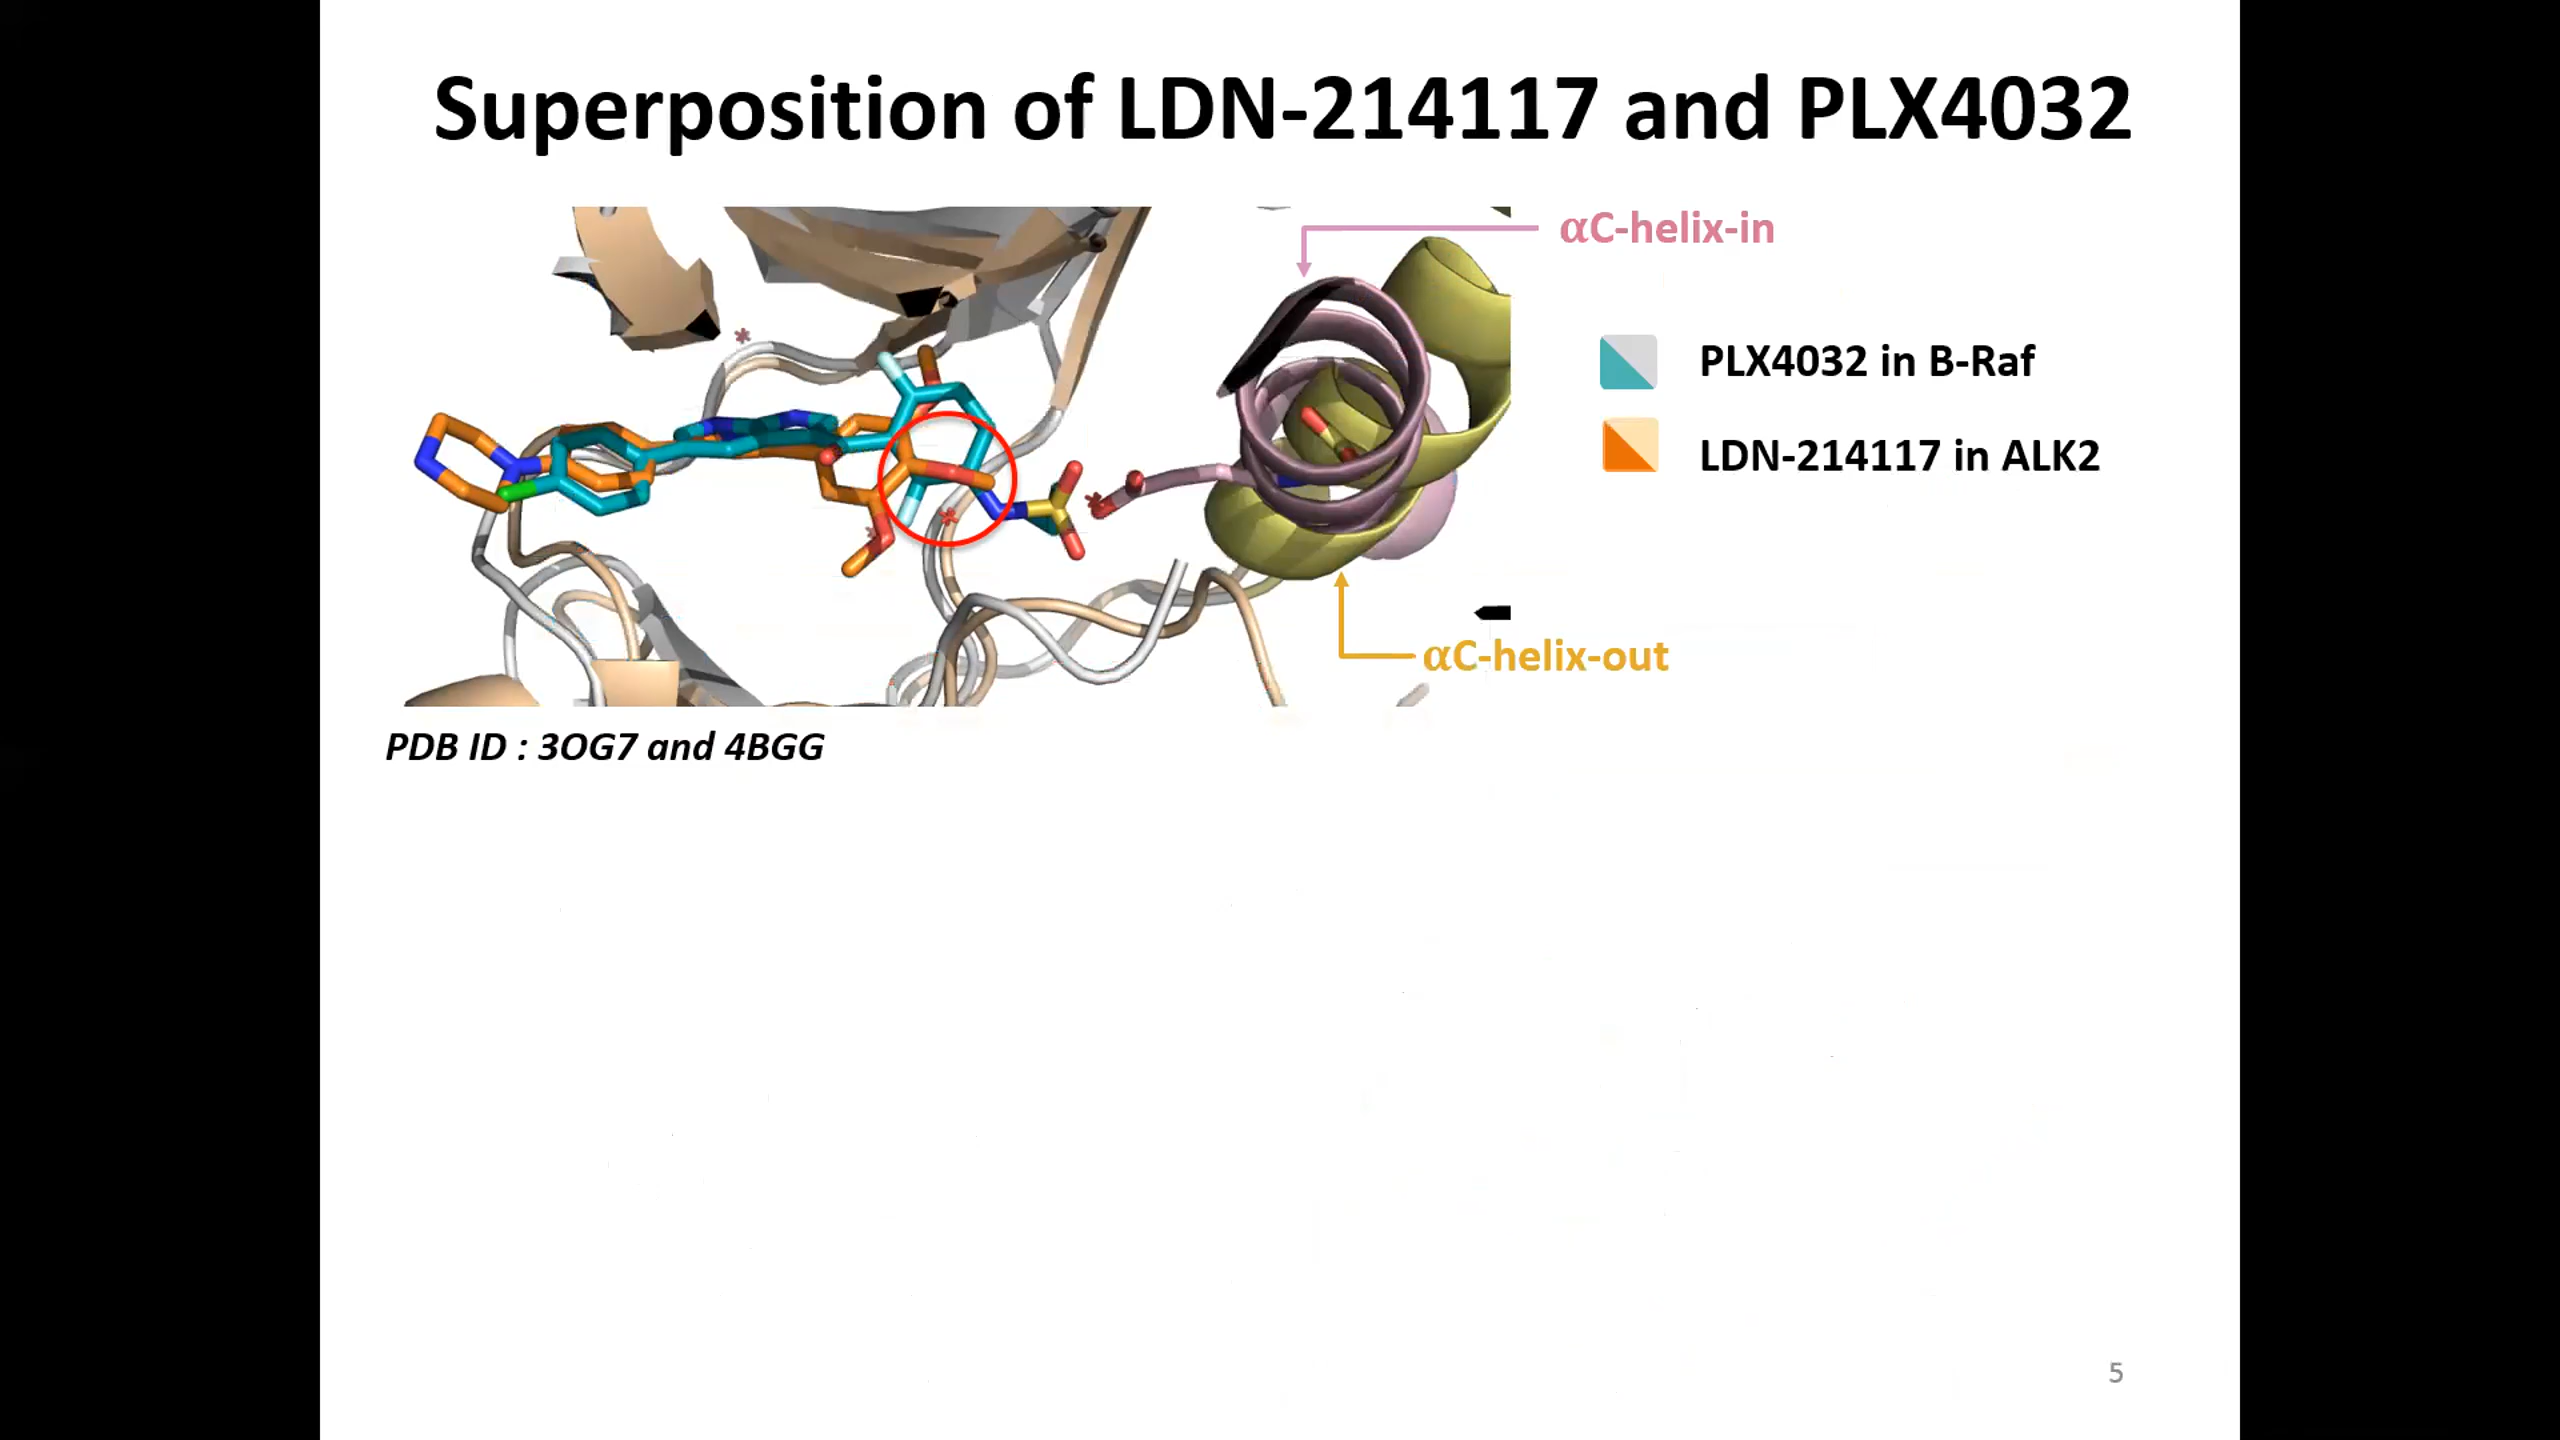 Superposition of LDN-214117 and PLX4032
αC-helix-in
PLX4032 in B-Raf
LDN-214117 in ALK2
αC-helix-out
PDB ID : 3OG7 and 4BGG
5